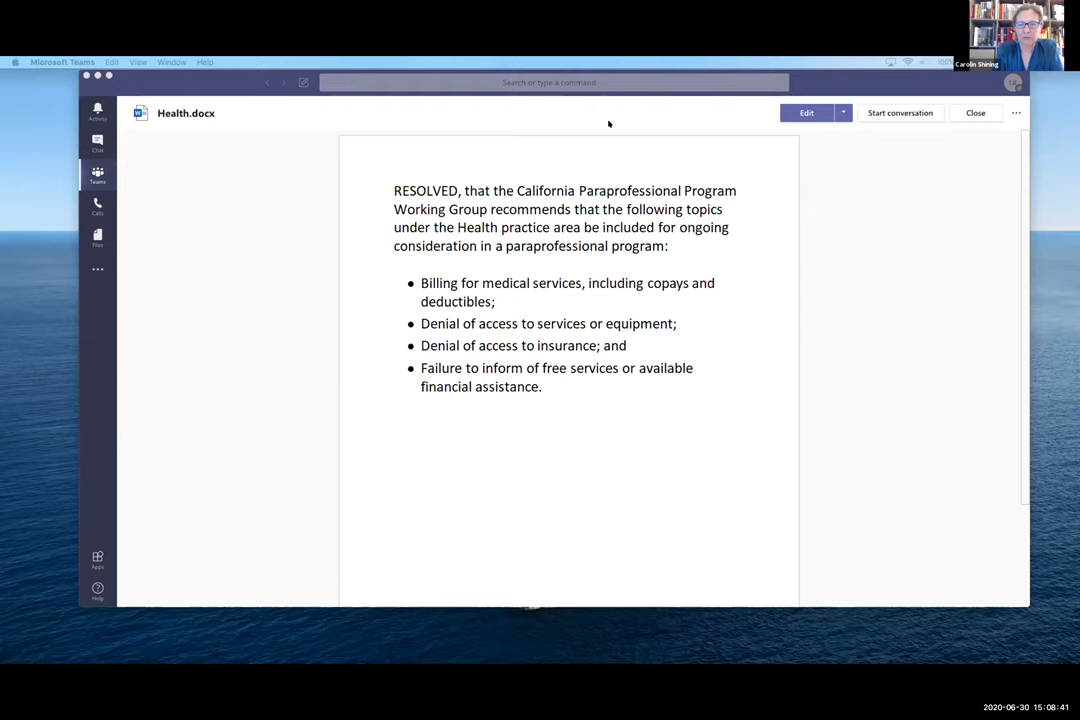 Carolin Shining
Microsoft Teams Edit View Window Help
100%
Search or type a command
Activity
Chat
Teams
Calls
Files
Apps
Help
Health.docx
Edit
Start conversation
Close
RESOLVED, that the California Paraprofessional Program
Working Group recommends that the following topics
under the Health practice area be included for ongoing
consideration in a paraprofessional program:
● Billing for medical services, including copays and
deductibles;
● Denial of access to services or equipment;
● Denial of access to insurance; and
● Failure to inform of free services or available
financial assistance.
2020-06-30 15:08:41